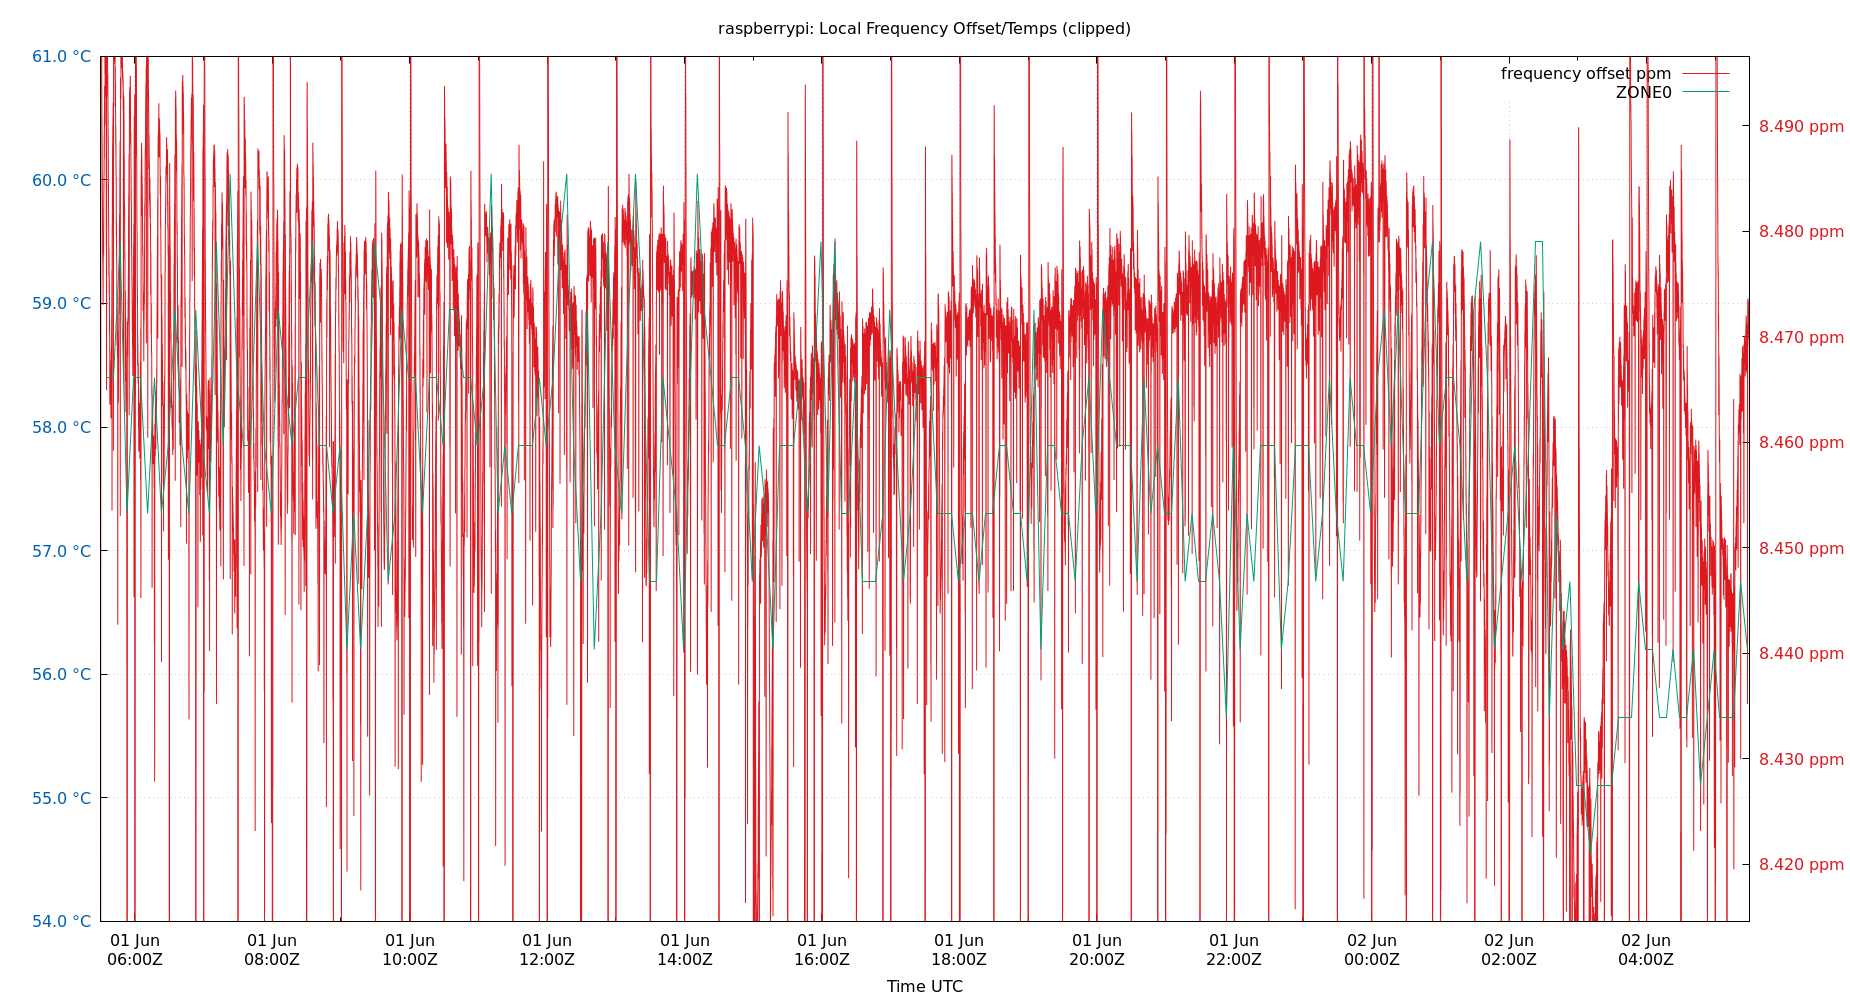 raspberrypi: Local Frequency Offset/Temps (clipped)
61.0 °C
60.0 °C
59.0 °C
58.0 °C
57.0 °C
56.0 °C
55.0 °C
54.0 °C
frequency offset ppm
ZONE0
8.490 ppm
8.480 ppm
8.470 ppm
8.460 ppm
8.450 ppm
8.440 ppm
8.430 ppm
8.420 ppm
01 Jun
06:00Z
01 Jun
08:00Z
01 Jun
10:00Z
01 Jun
12:00Z
01 Jun
14:00Z
01 Jun
16:00Z
01 Jun
18:00Z
01 Jun
20:00Z
01 Jun
22:00Z
02 Jun
00:00Z
02 Jun
02:00Z
02 Jun
04:00Z
Time UTC